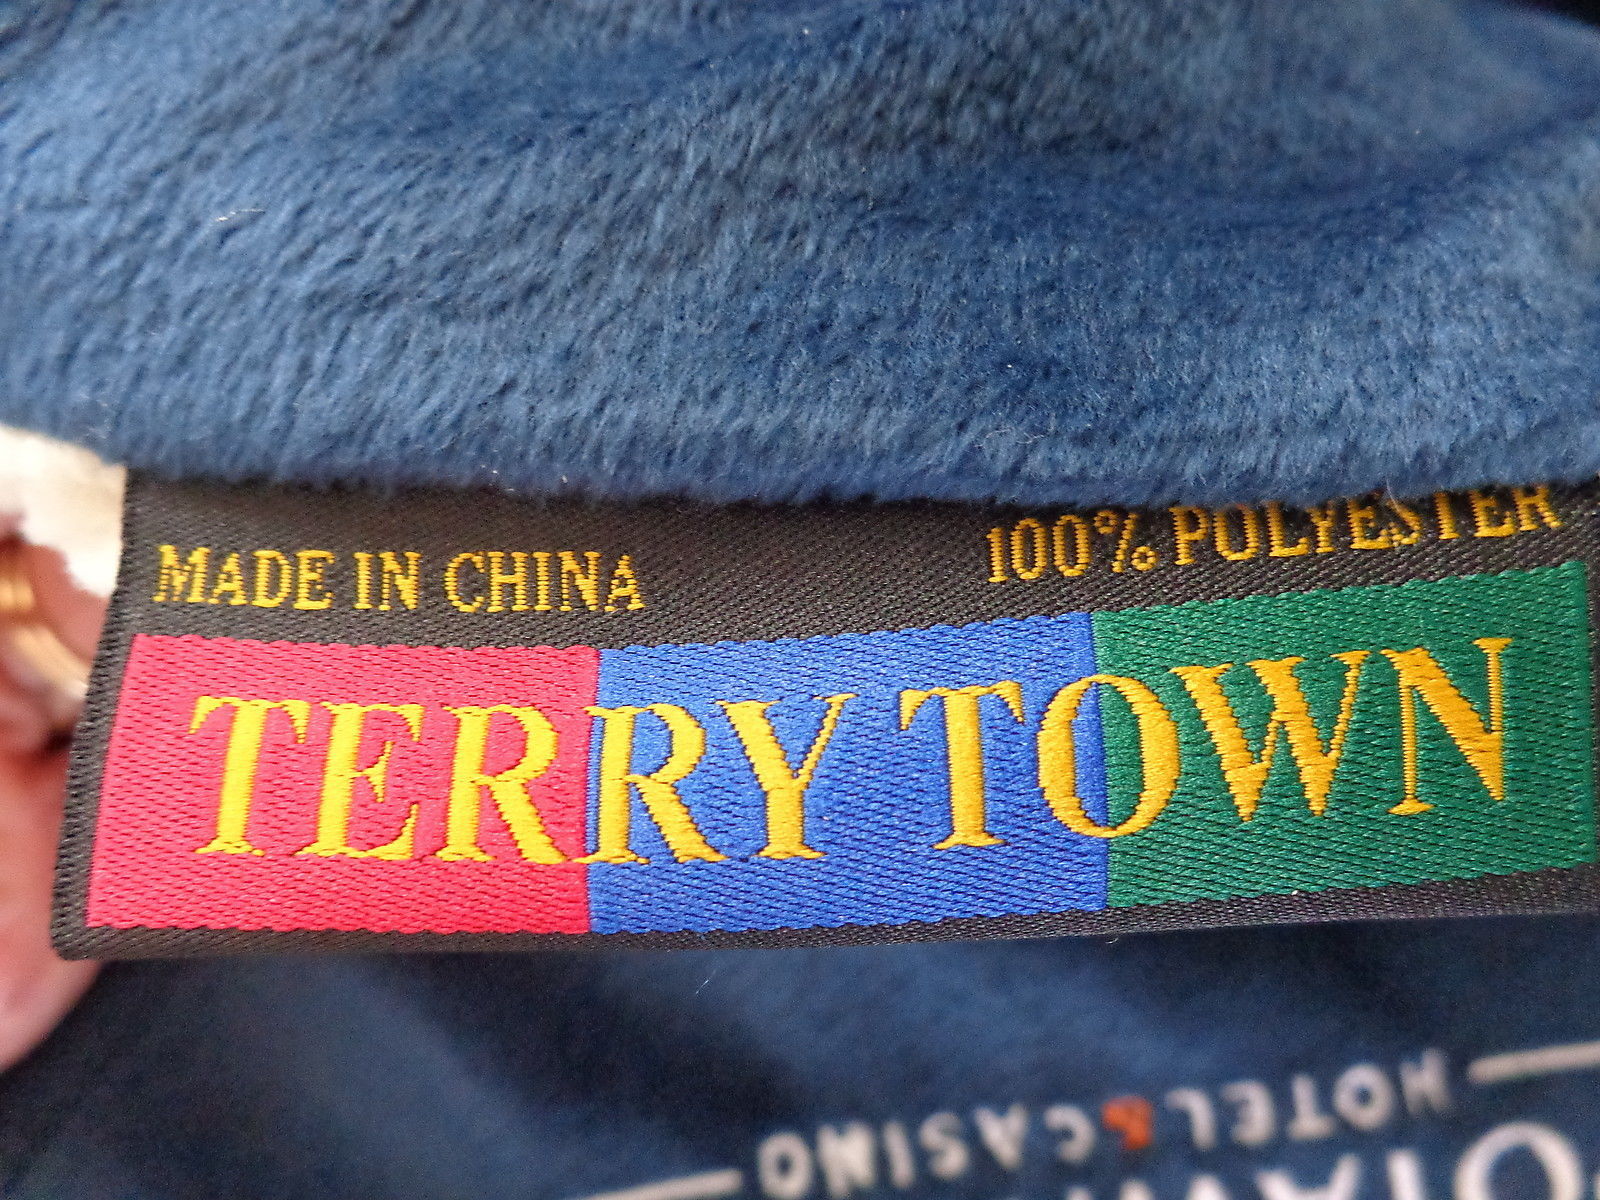 MADE IN CHINA
100% POLYESTER
TERRY TOWN
HOTEL & CASINO